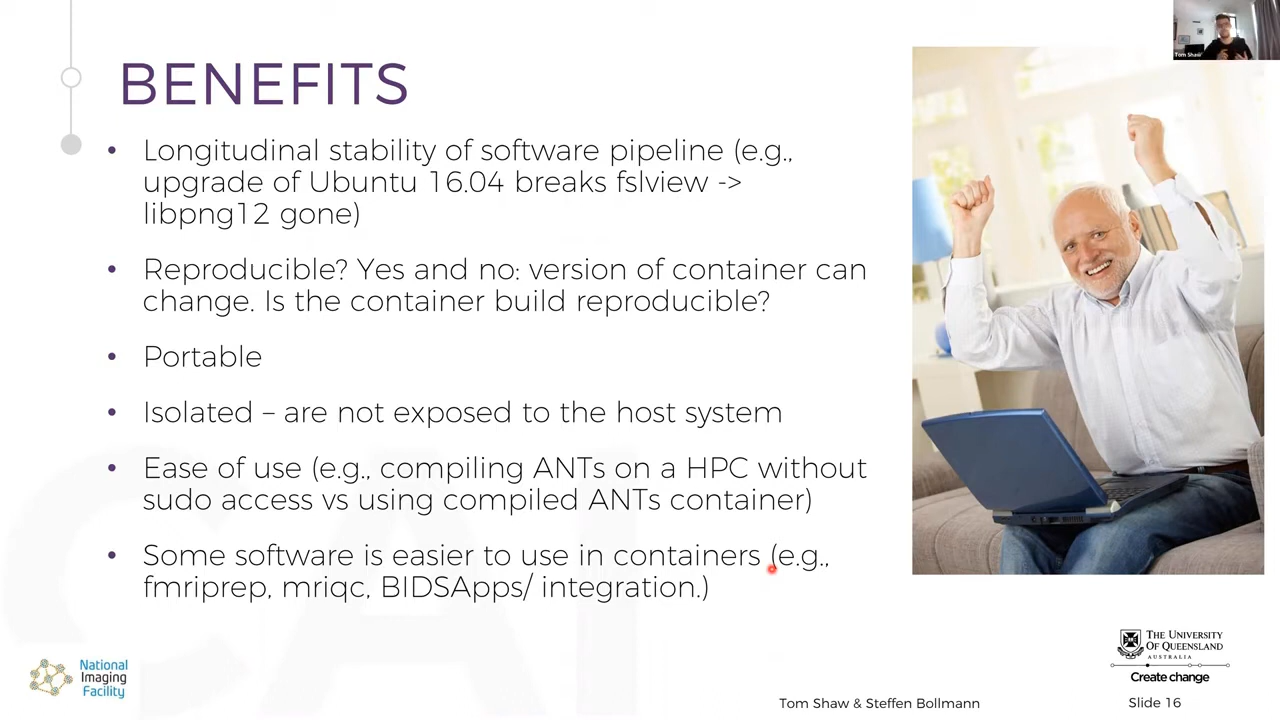 Tom Shaw
BENEFITS
• Longitudinal stability of software pipeline (e.g.,
upgrade of Ubuntu 16.04 breaks fslview ->
libpng12 gone)
• Reproducible? Yes and no: version of container can
change. Is the container build reproducible?
• Portable
• Isolated – are not exposed to the host system
• Ease of use (e.g., compiling ANTs on a HPC without
sudo access vs using compiled ANTs container)
• Some software is easier to use in containers (e.g.,
fmriprep, mriqc, BIDSApps/ integration.)
CAI
National
Imaging
Facility
THE UNIVERSITY
OF QUEENSLAND
AUSTRALIA
Create change
Tom Shaw & Steffen Bollmann
Slide 16